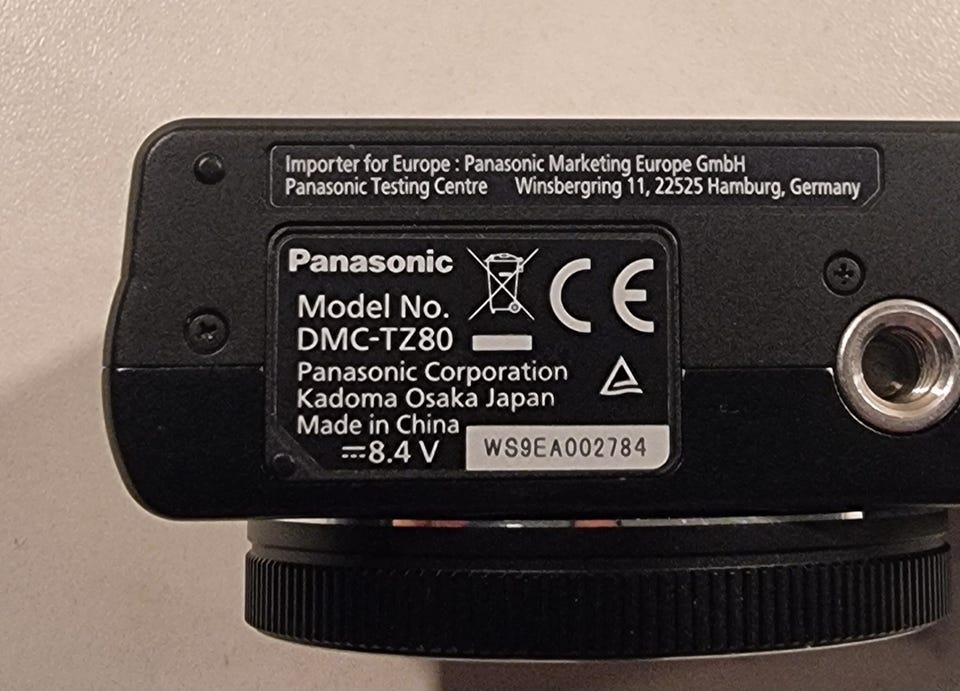 Importer for Europe : Panasonic Marketing Europe GmbH
Panasonic Testing Centre Winsbergring 11, 22525 Hamburg, Germany
Panasonic
CE
Model No.
DMC-TZ80
Panasonic Corporation
Kadoma Osaka Japan
Made in China
⎓8.4 V
WS9EA002784